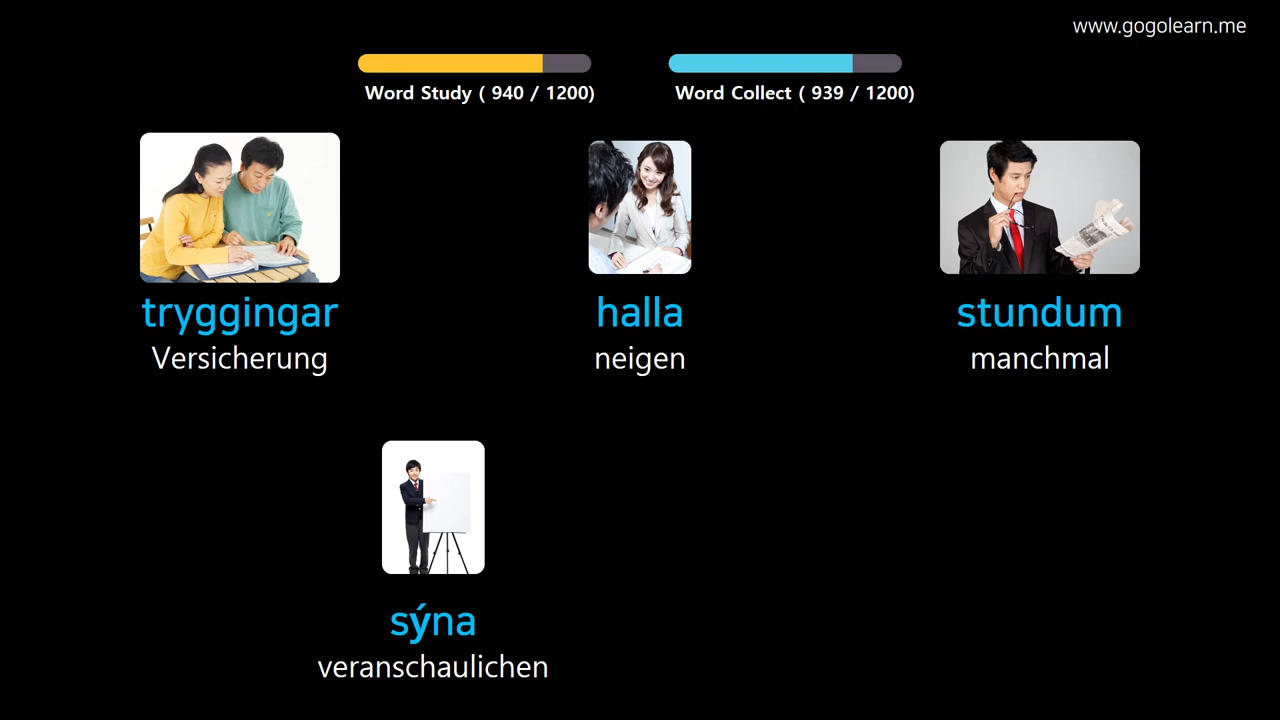 www.gogolearn.me
Word Study ( 940 / 1200)
Word Collect ( 939 / 1200)
tryggingar
Versicherung
halla
neigen
stundum
manchmal
sýna
veranschaulichen